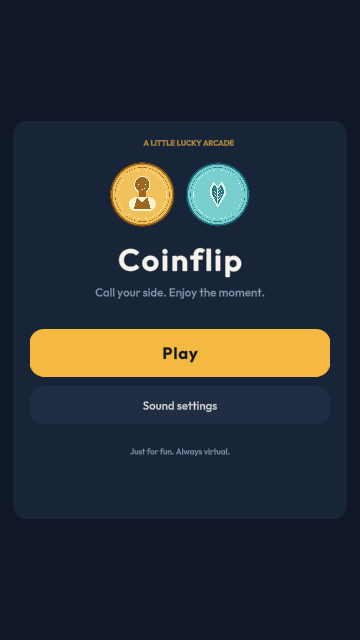 A LITTLE LUCKY ARCADE
Coinflip
Call your side. Enjoy the moment.
Play
Sound settings
Just for fun. Always virtual.